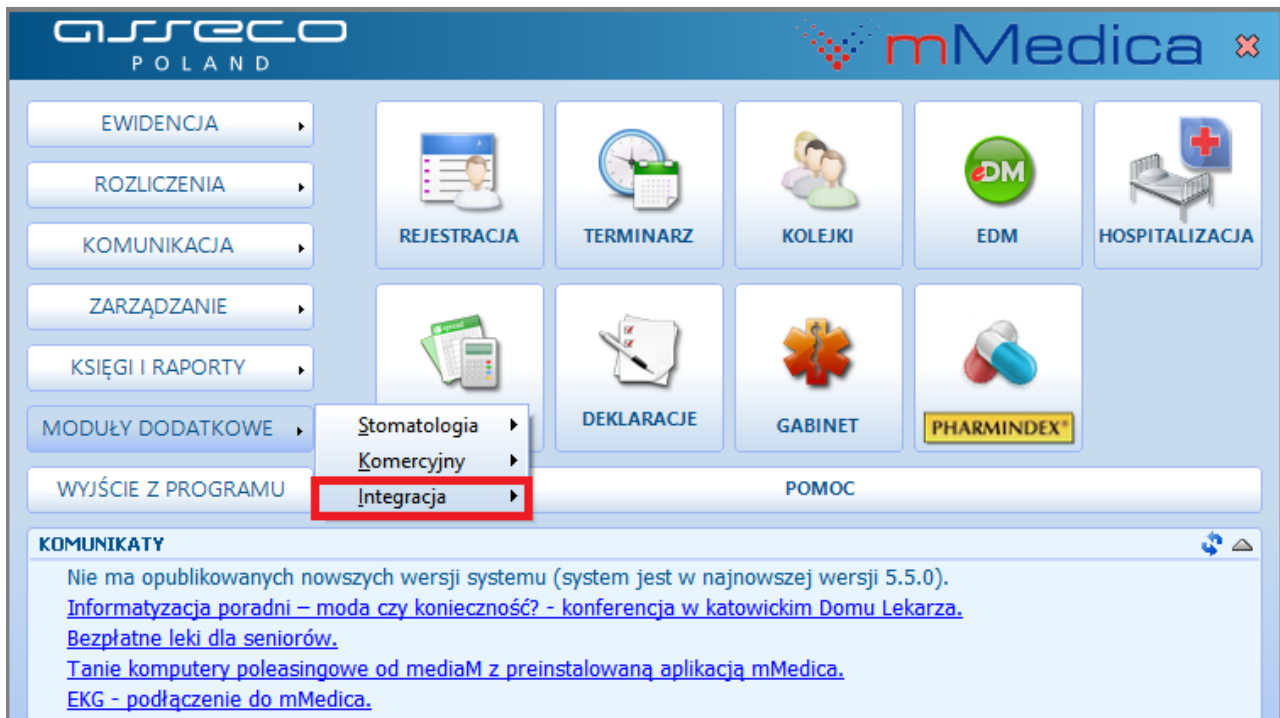 asseco
POLAND
mMedica
EWIDENCJA
ROZLICZENIA
KOMUNIKACJA
ZARZĄDZANIE
KSIĘGI I RAPORTY
MODUŁY DODATKOWE
WYJŚCIE Z PROGRAMU
REJESTRACJA
TERMINARZ
KOLEJKI
eDM
EDM
HOSPITALIZACJA
DEKLARACJE
GABINET
PHARMINDEX®
Stomatologia
Komercyjny
Integracja
POMOC
KOMUNIKATY
Nie ma opublikowanych nowszych wersji systemu (system jest w najnowszej wersji 5.5.0).
Informatyzacja poradni – moda czy konieczność? - konferencja w katowickim Domu Lekarza.
Bezpłatne leki dla seniorów.
Tanie komputery poleasingowe od mediaM z preinstalowaną aplikacją mMedica.
EKG - podłączenie do mMedica.